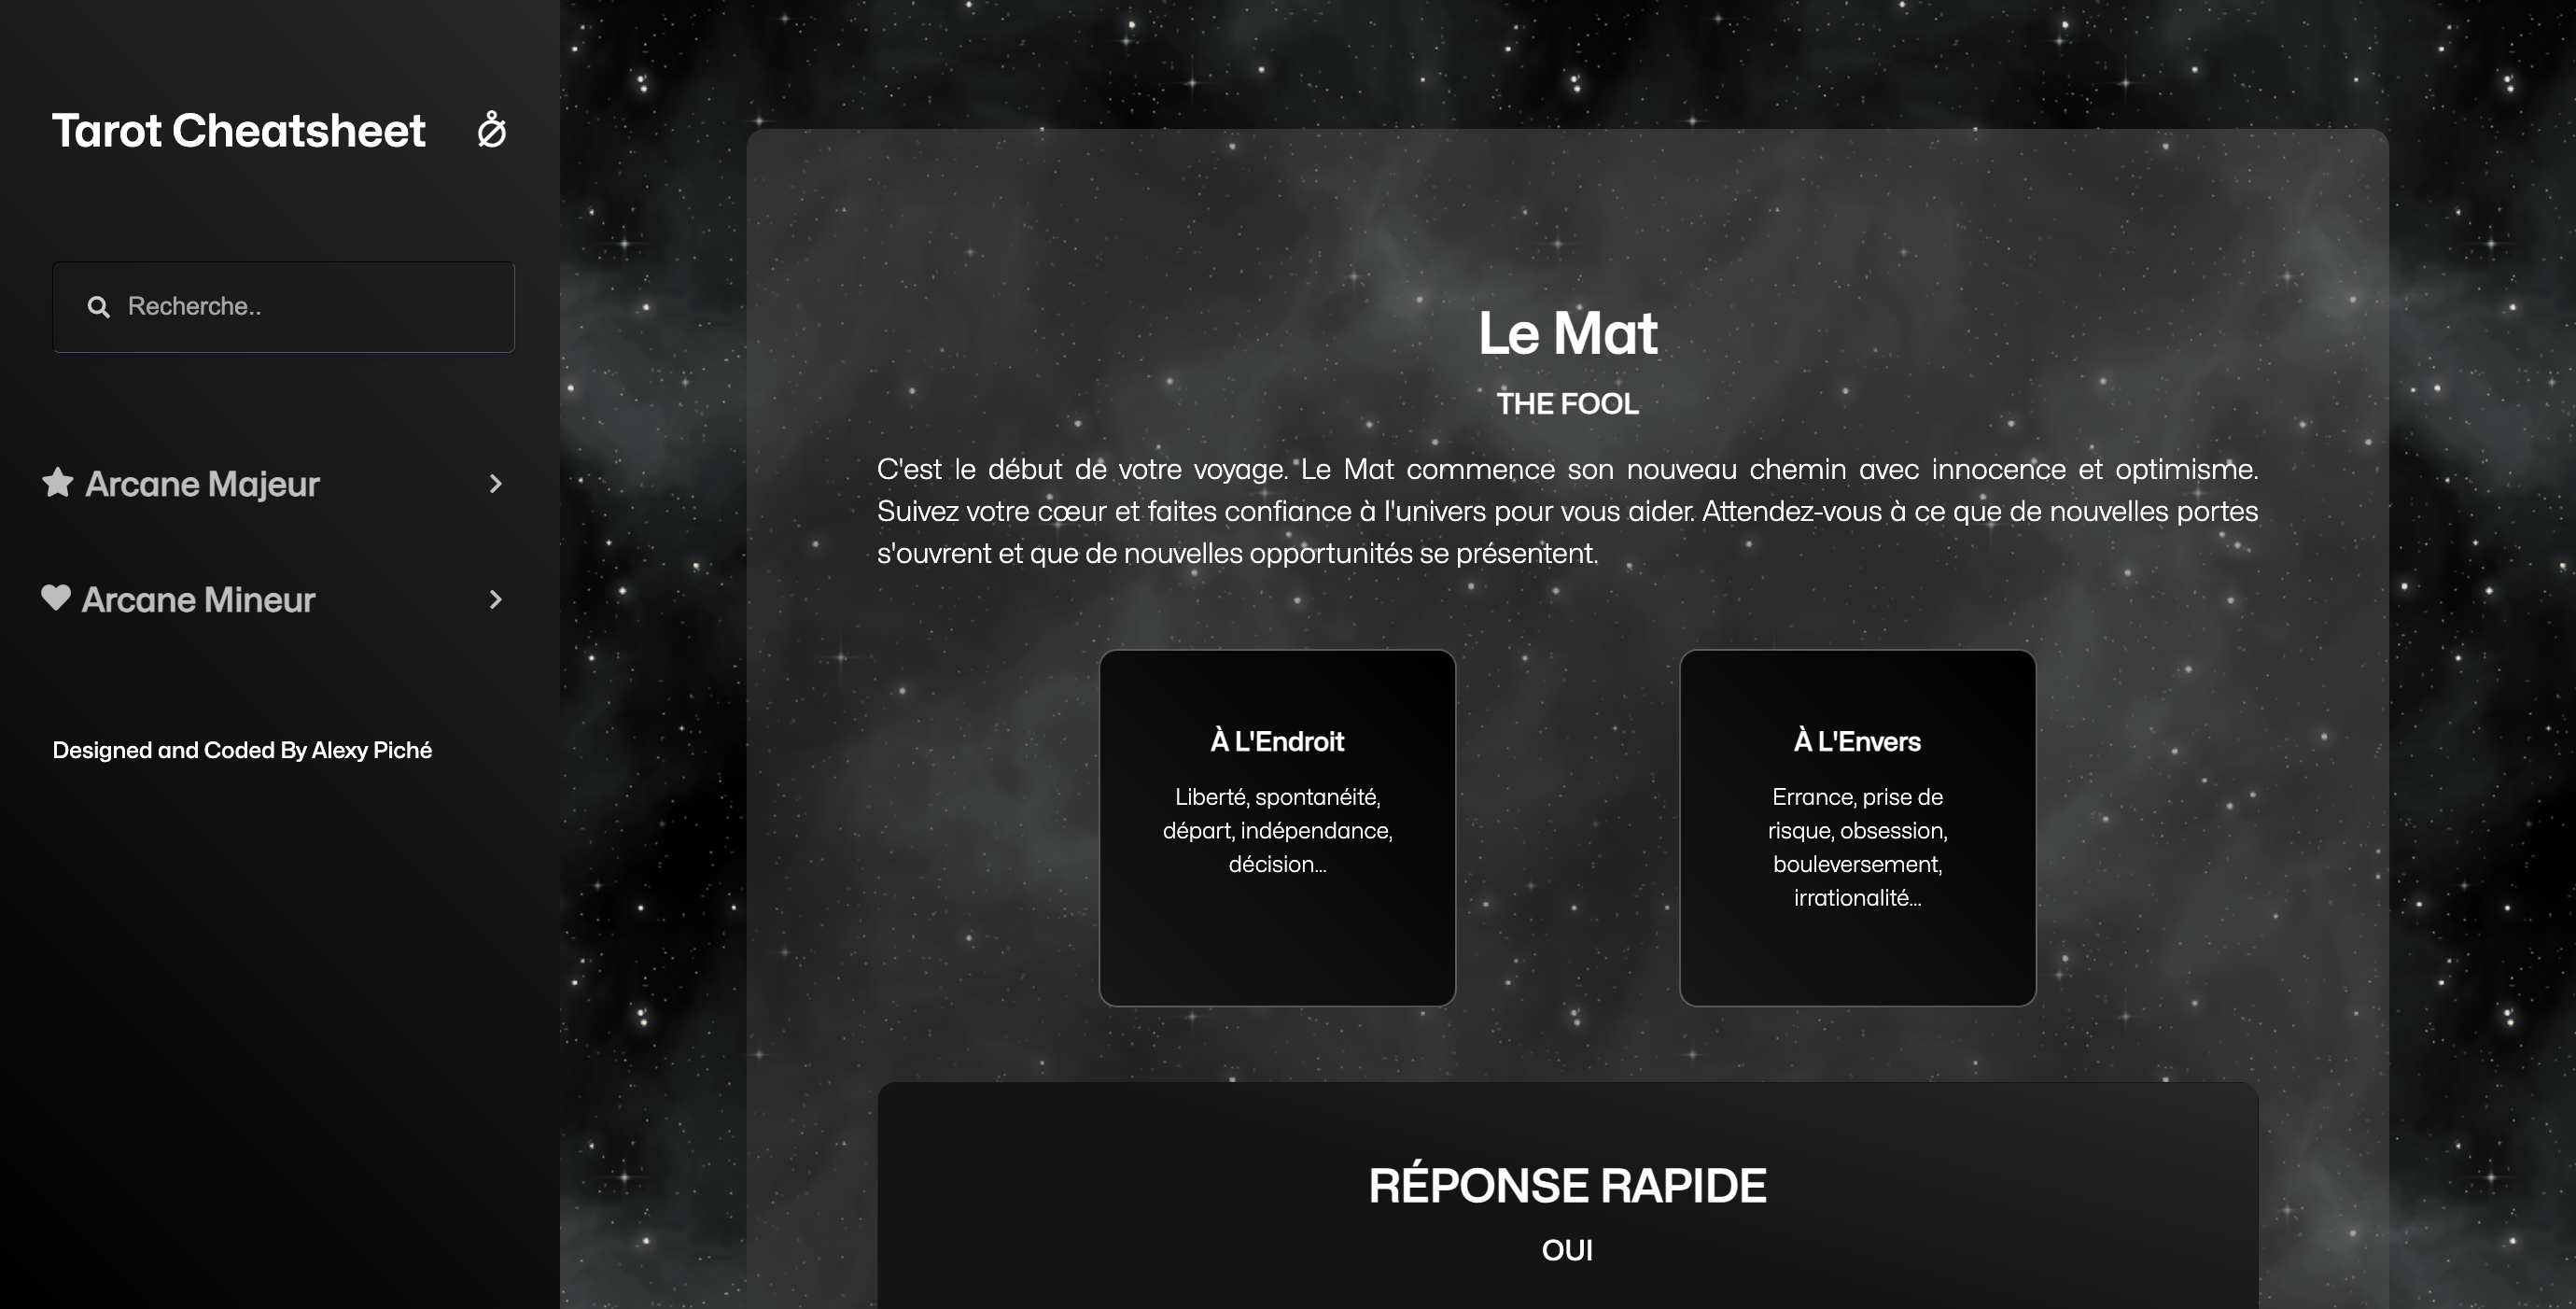 Tarot Cheatsheet
Recherche..
Arcane Majeur
Arcane Mineur
Designed and Coded By Alexy Piché
Le Mat
THE FOOL
C'est le début de votre voyage. Le Mat commence son nouveau chemin avec innocence et optimisme.
Suivez votre cœur et faites confiance à l'univers pour vous aider. Attendez-vous à ce que de nouvelles portes
s'ouvrent et que de nouvelles opportunités se présentent.
À L'Endroit
Liberté, spontanéité,
départ, indépendance,
décision...
À L'Envers
Errance, prise de
risque, obsession,
bouleversement,
irrationalité...
RÉPONSE RAPIDE
OUI